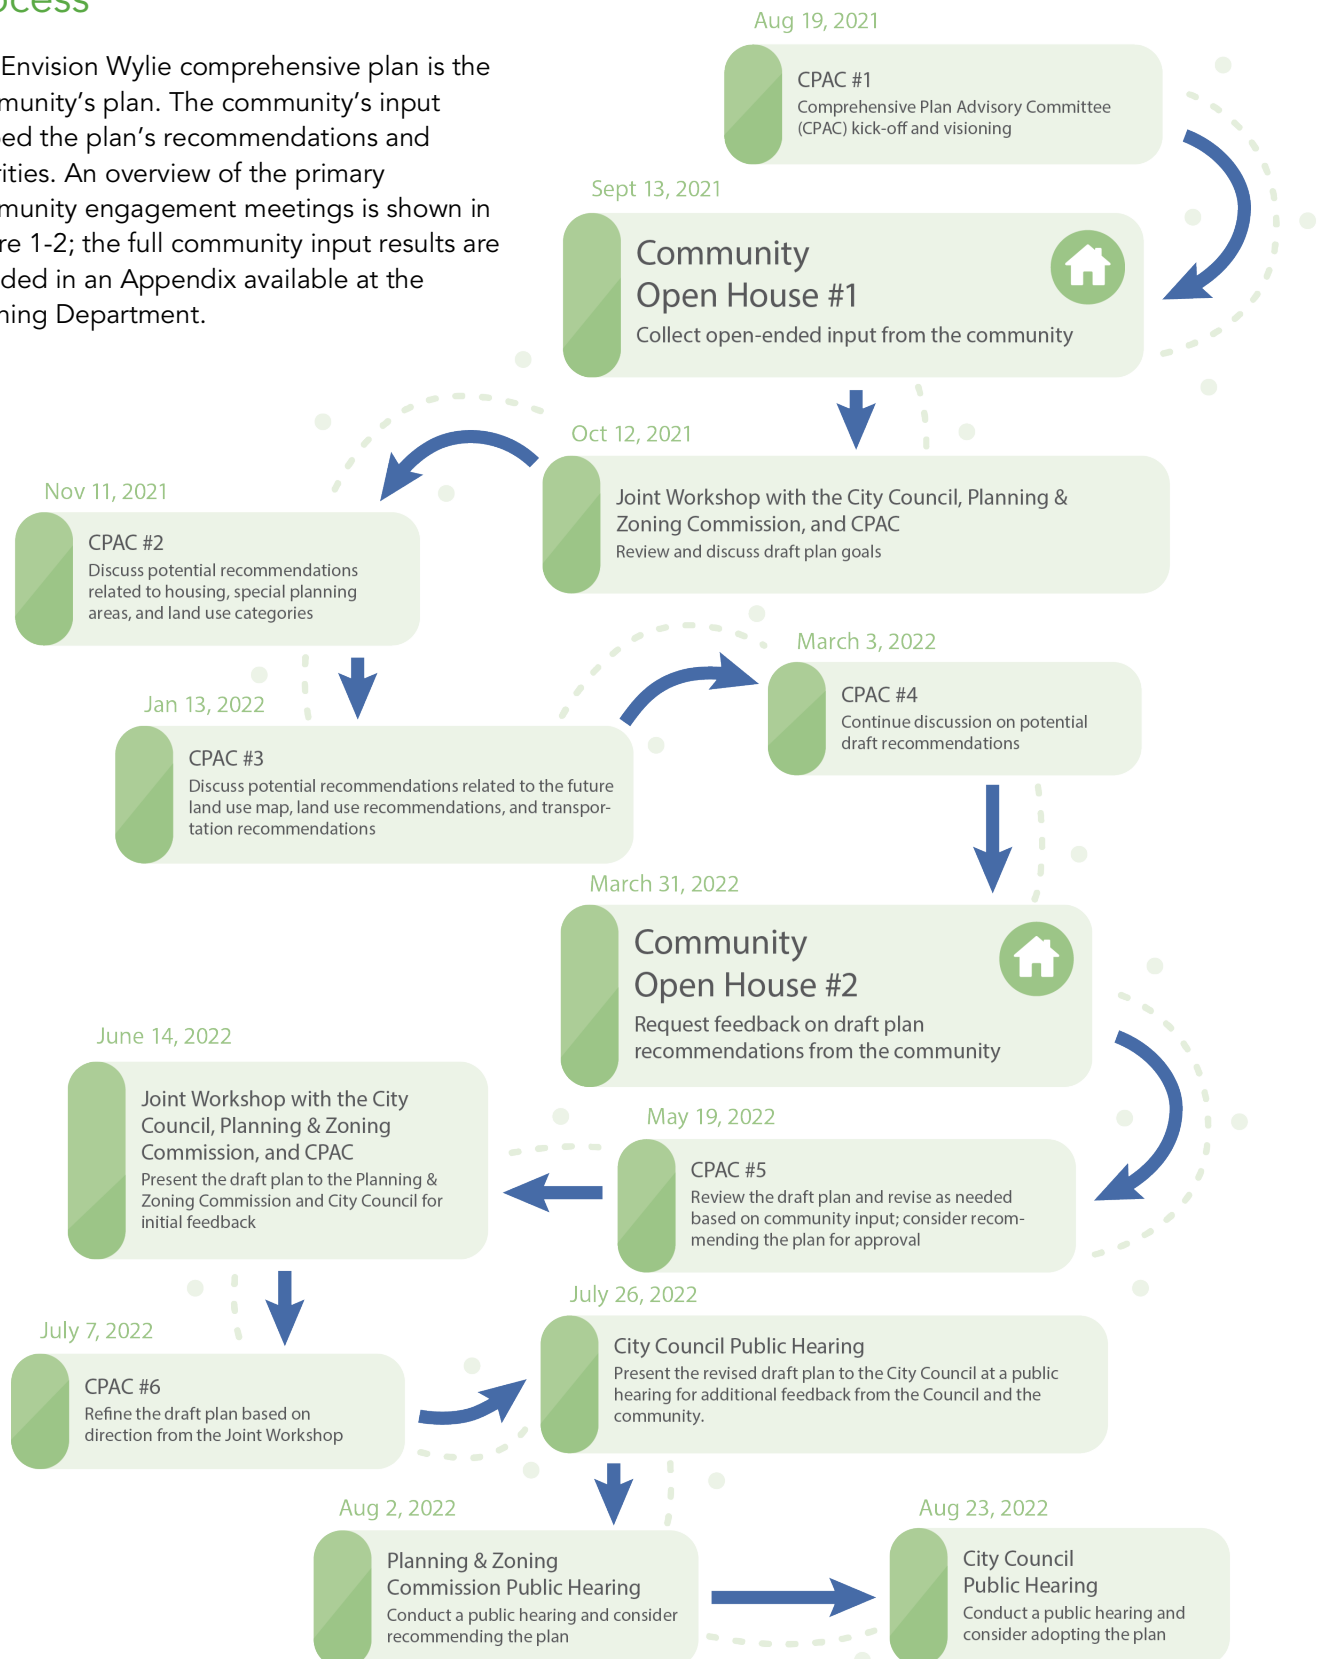 ocess
Envision Wylie comprehensive plan is the
munity's plan. The community's input
ped the plan's recommendations and
rities. An overview of the primary
munity engagement meetings is shown in
re 1-2; the full community input results are
ded in an Appendix available at the
ning Department.
Aug 19, 2021
CPAC #1
Comprehensive Plan Advisory Committee
(CPAC) kick-off and visioning
Sept 13, 2021
Community
Open House #1
Collect open-ended input from the community
Oct 12, 2021
Joint Workshop with the City Council, Planning &
Zoning Commission, and CPAC
Review and discuss draft plan goals
Nov 11, 2021
CPAC #2
Discuss potential recommendations
related to housing, special planning
areas, and land use categories
Jan 13, 2022
CPAC #3
Discuss potential recommendations related to the future
land use map, land use recommendations, and transpor-
tation recommendations
March 3, 2022
CPAC #4
Continue discussion on potential
draft recommendations
March 31, 2022
Community
Open House #2
Request feedback on draft plan
recommendations from the community
May 19, 2022
CPAC #5
Review the draft plan and revise as needed
based on community input; consider recom-
mending the plan for approval
June 14, 2022
Joint Workshop with the City
Council, Planning & Zoning
Commission, and CPAC
Present the draft plan to the Planning &
Zoning Commission and City Council for
initial feedback
July 7, 2022
CPAC #6
Refine the draft plan based on
direction from the Joint Workshop
July 26, 2022
City Council Public Hearing
Present the revised draft plan to the City Council at a public
hearing for additional feedback from the Council and the
community.
Aug 2, 2022
Planning & Zoning
Commission Public Hearing
Conduct a public hearing and consider
recommending the plan
Aug 23, 2022
City Council
Public Hearing
Conduct a public hearing and
consider adopting the plan